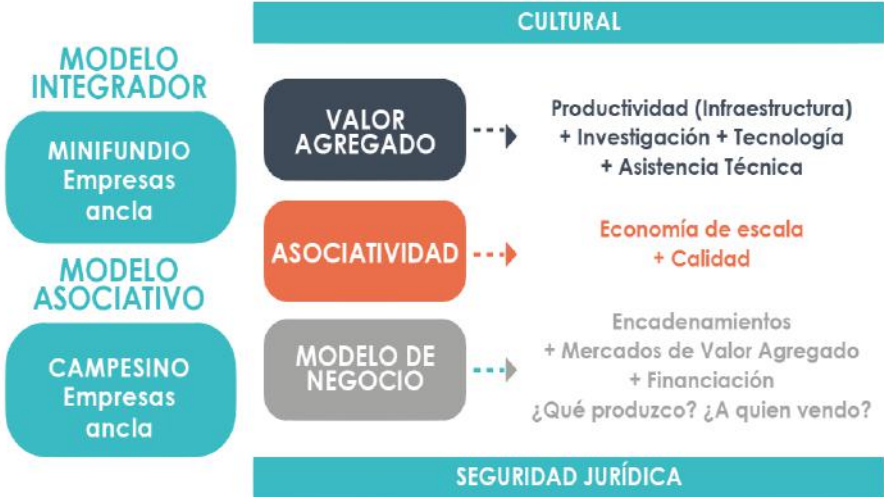 MODELO
INTEGRADOR
MINIFUNDIO
Empresas
ancla
MODELO
ASOCIATIVO
CAMPESINO
Empresas
ancla
CULTURAL
VALOR
AGREGADO
Productividad (Infraestructura)
+ Investigación + Tecnología
+ Asistencia Técnica
ASOCIATIVIDAD
Economía de escala
+ Calidad
MODELO DE
NEGOCIO
Encadenamientos
+ Mercados de Valor Agregado
+ Financiación
¿Qué produzco? ¿A quien vendo?
SEGURIDAD JURÍDICA